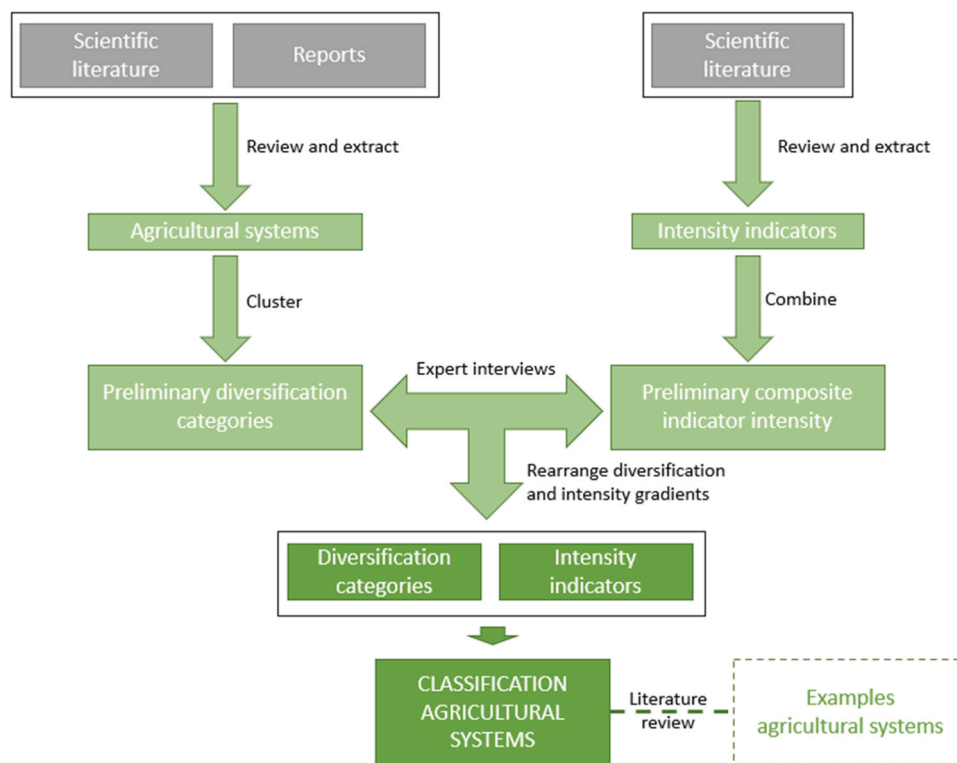 Scientific
literature
Reports
Scientific
literature
Review and extract
Review and extract
Agricultural systems
Intensity indicators
Cluster
Combine
Expert interviews
Preliminary diversification
categories
Preliminary composite
indicator intensity
Rearrange diversification
and intensity gradients
Diversification
categories
Intensity
indicators
CLASSIFICATION
AGRICULTURAL
SYSTEMS
Literature
review
Examples
agricultural systems